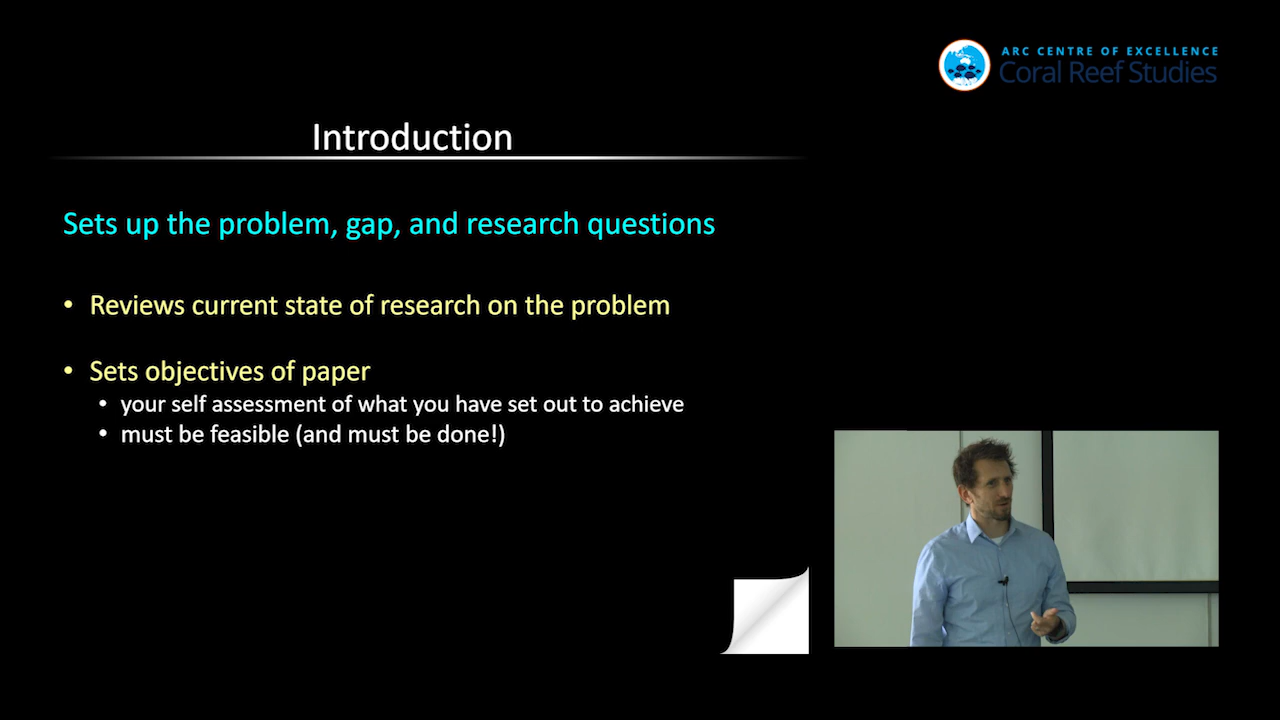 ARC CENTRE OF EXCELLENCE
Coral Reef Studies
Introduction
Sets up the problem, gap, and research questions
• Reviews current state of research on the problem
• Sets objectives of paper
• your self assessment of what you have set out to achieve
• must be feasible (and must be done!)